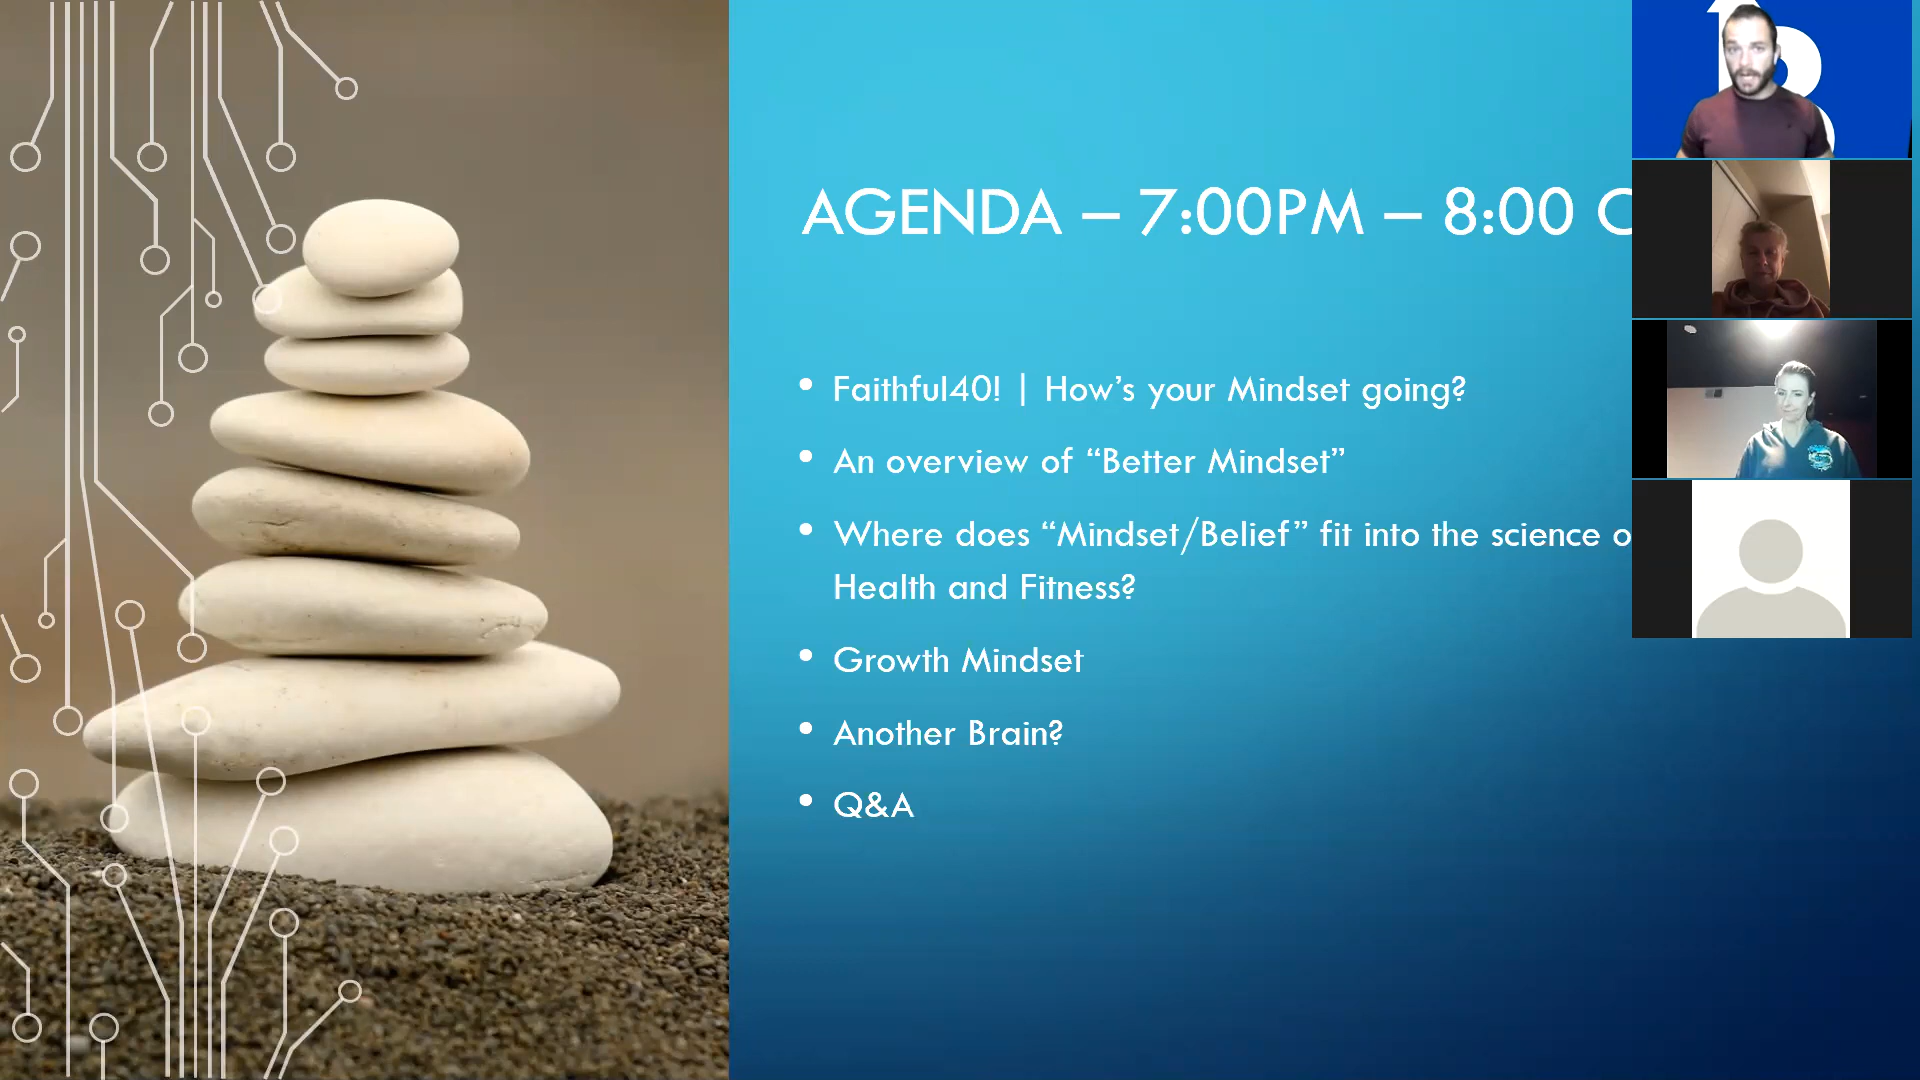 AGENDA – 7:00PM – 8:00
• Faithful40! | How’s your Mindset going?
• An overview of “Better Mindset”
• Where does “Mindset/Belief” fit into the science
Health and Fitness?
• Growth Mindset
• Another Brain?
• Q&A